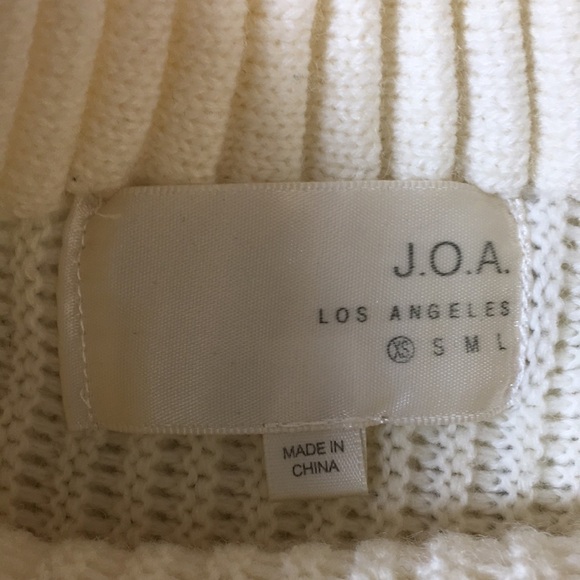 J.O.A.
LOS ANGELES
XS S M L
MADE IN
CHINA